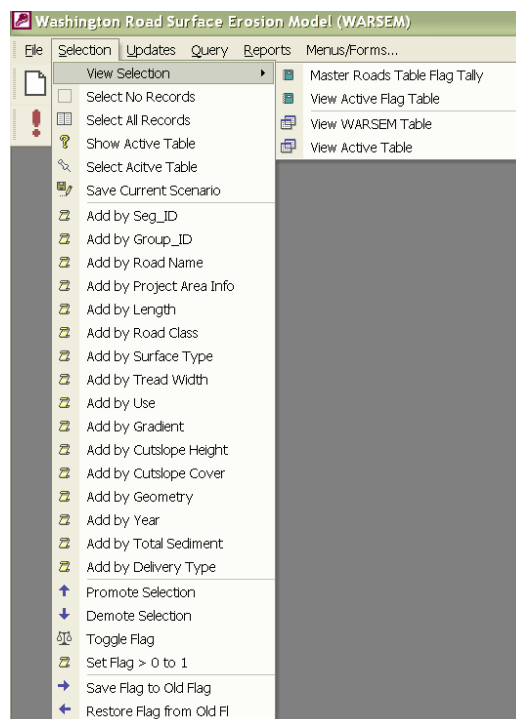 Washington Road Surface Erosion Model (WARSEM)
File Selection Updates Query Reports Menus/Forms...
View Selection
Select No Records
Select All Records
Show Active Table
Select Acitve Table
Save Current Scenario
Add by Seg_ID
Add by Group_ID
Add by Road Name
Add by Project Area Info
Add by Length
Add by Road Class
Add by Surface Type
Add by Tread Width
Add by Use
Add by Gradient
Add by Cutslope Height
Add by Cutslope Cover
Add by Geometry
Add by Year
Add by Total Sediment
Add by Delivery Type
Promote Selection
Demote Selection
Toggle Flag
Set Flag > 0 to 1
Save Flag to Old Flag
Restore Flag from Old Fl
Master Roads Table Flag Tally
View Active Flag Table
View WARSEM Table
View Active Table